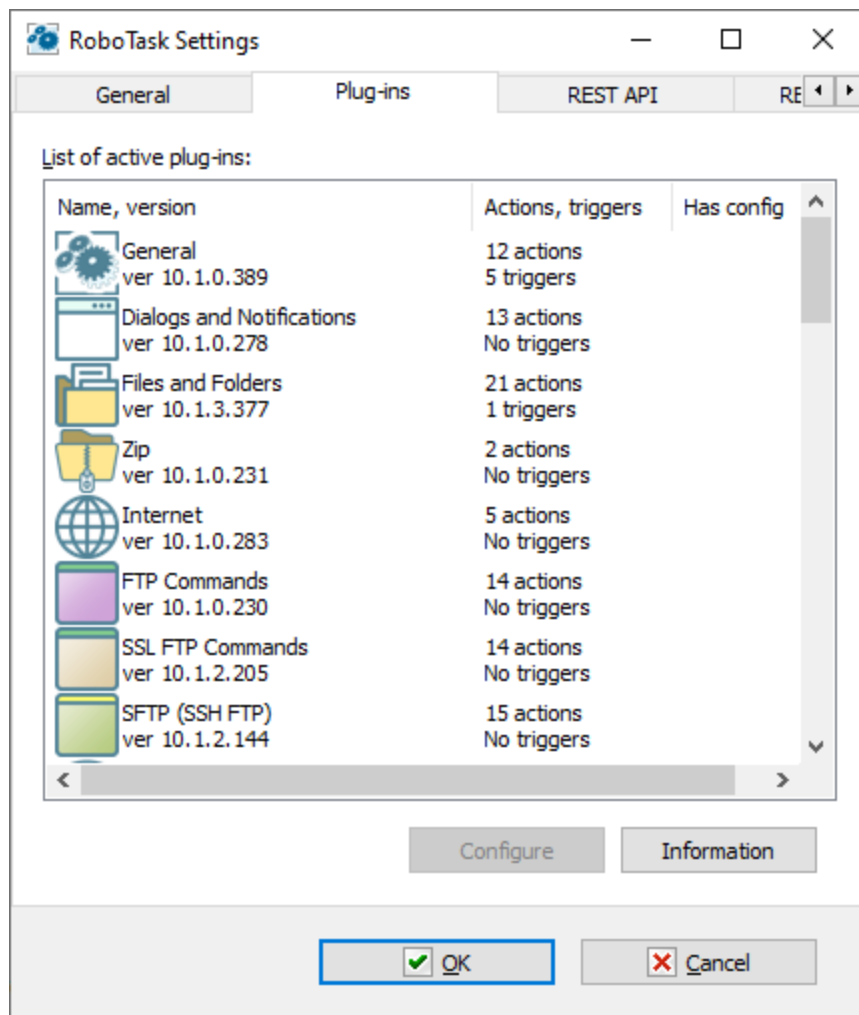 RoboTask Settings
General
Plug-ins
REST API
RE
List of active plug-ins:
Name, version
Actions, triggers
Has config
General
ver 10.1.0.389
12 actions
5 triggers
Dialogs and Notifications
ver 10.1.0.278
13 actions
No triggers
Files and Folders
ver 10.1.3.377
21 actions
1 triggers
Zip
ver 10.1.0.231
2 actions
No triggers
Internet
ver 10.1.0.283
5 actions
No triggers
FTP Commands
ver 10.1.0.230
14 actions
No triggers
SSL FTP Commands
ver 10.1.2.205
14 actions
No triggers
SFTP (SSH FTP)
ver 10.1.2.144
15 actions
No triggers
Configure
Information
OK
Cancel